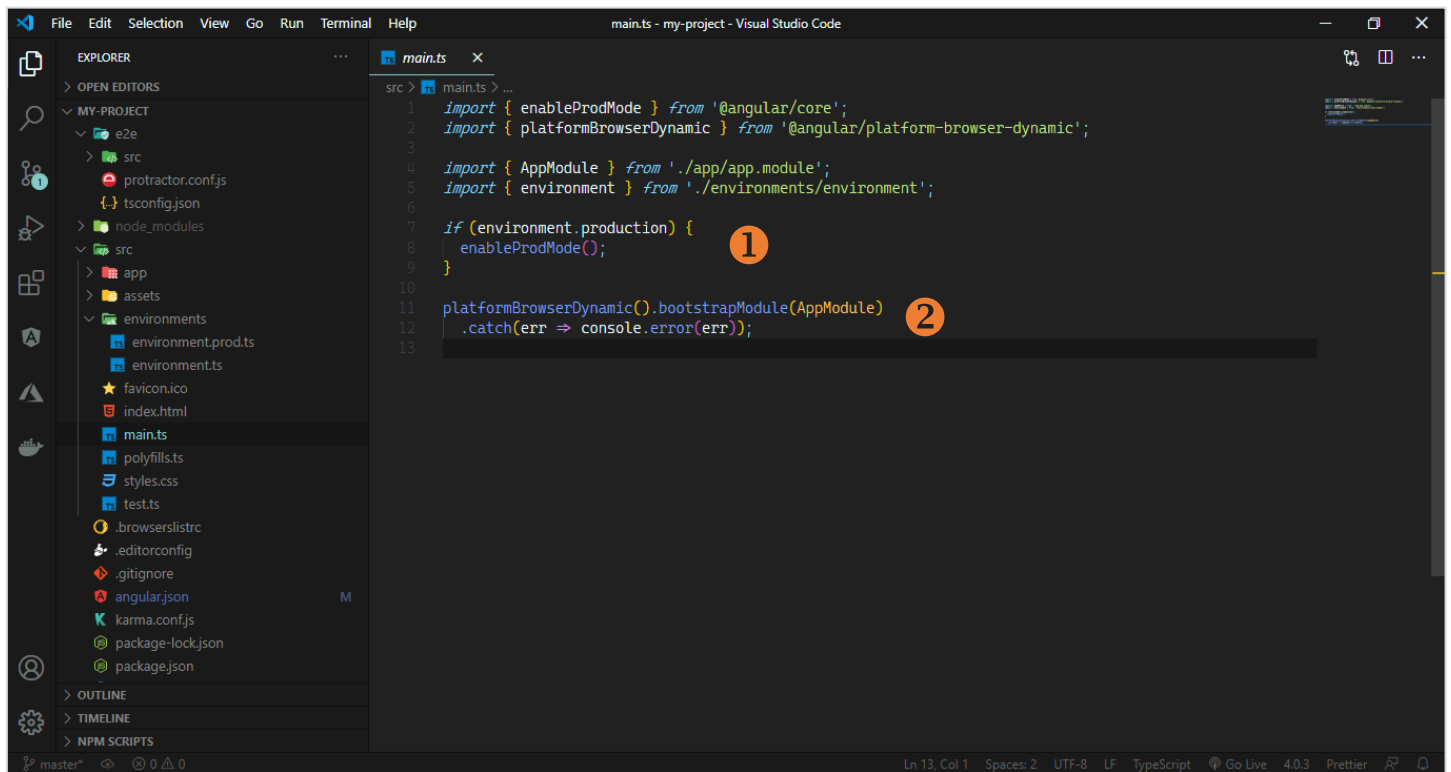 File Edit Selection View Go Run Terminal Help
main.ts - my-project - Visual Studio Code
EXPLORER
OPEN EDITORS
MY-PROJECT
e2e
src
protractor.conf.js
tsconfig.json
node_modules
src
app
assets
environments
environment.prod.ts
environment.ts
favicon.ico
index.html
main.ts
polyfills.ts
styles.css
test.ts
.browserslistrc
.editorconfig
.gitignore
angular.json M
karma.conf.js
package-lock.json
package.json
OUTLINE
TIMELINE
NPM SCRIPTS
1
main.ts
src > main.ts > ...
1 import { enableProdMode } from '@angular/core';
2 import { platformBrowserDynamic } from '@angular/platform-browser-dynamic';
3
4 import { AppModule } from './app/app.module';
5 import { environment } from './environments/environment';
6
7 if (environment.production) {
8 enableProdMode();
9 }
10
11 platformBrowserDynamic().bootstrapModule(AppModule)
12 .catch(err => console.error(err));
13
1
2
master* 0 0 Ln 13, Col 1 Spaces: 2 UTF-8 LF TypeScript Go Live 4.0.3 Prettier